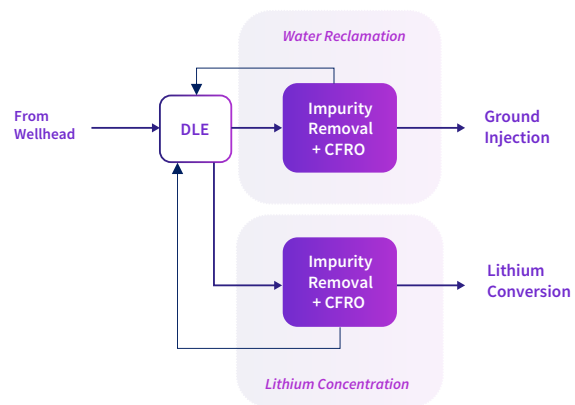 Water Reclamation
From
Wellhead
DLE
Impurity
Removal
+ CFRO
Ground
Injection
Impurity
Removal
+ CFRO
Lithium
Conversion
Lithium Concentration